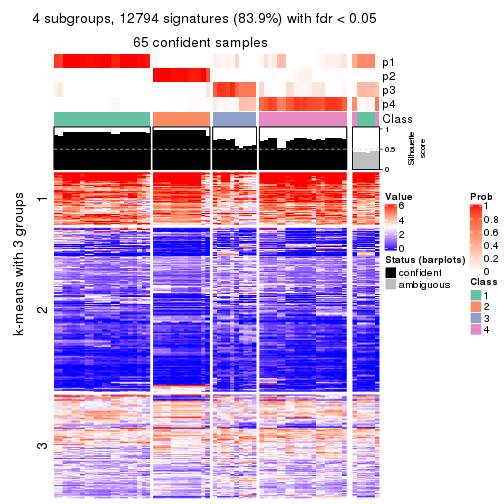 4 subgroups, 12794 signatures (83.9%) with fdr < 0.05
65 confident samples
p1
p2
p3
p4
Class
1
0.5
0
Silhouette
score
k-means with 3 groups
1
2
3
Value
6
4
2
0
Status (barplots)
confident
ambiguous
Prob
1
0.8
0.6
0.4
0.2
0
Class
1
2
3
4